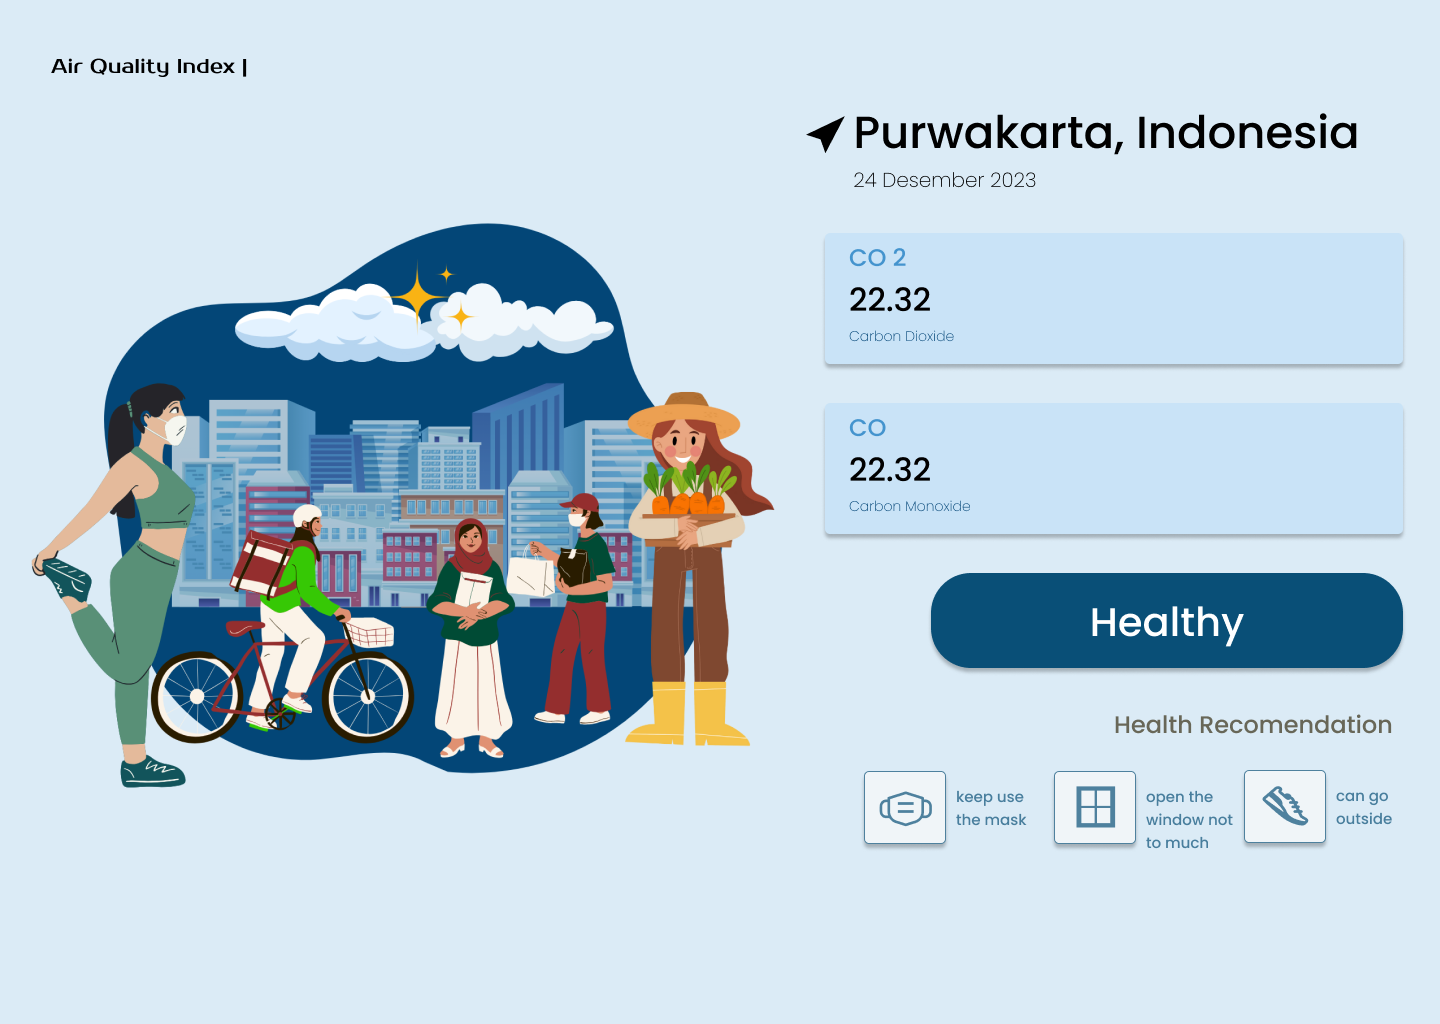 Air Quality Index |
Purwakarta, Indonesia
24 Desember 2023
CO 2
22.32
Carbon Dioxide
CO
22.32
Carbon Monoxide
Healthy
Health Recomendation
keep use
the mask
open the
window not
to much
can go
outside